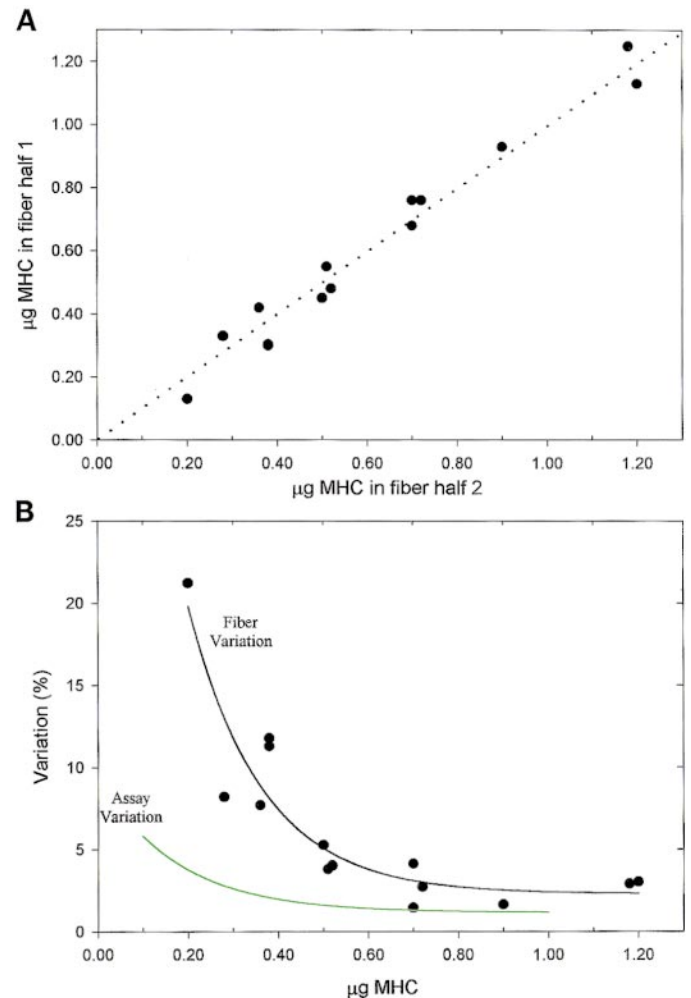 A
1.20
1.00
0.80
0.60
0.40
0.20
0.00
µg MHC in fiber half 1
0.00 0.20 0.40 0.60 0.80 1.00 1.20
µg MHC in fiber half 2
B
25
20
15
10
5
0
Variation (%)
Fiber
Variation
Assay
Variation
0.00 0.20 0.40 0.60 0.80 1.00 1.20
µg MHC